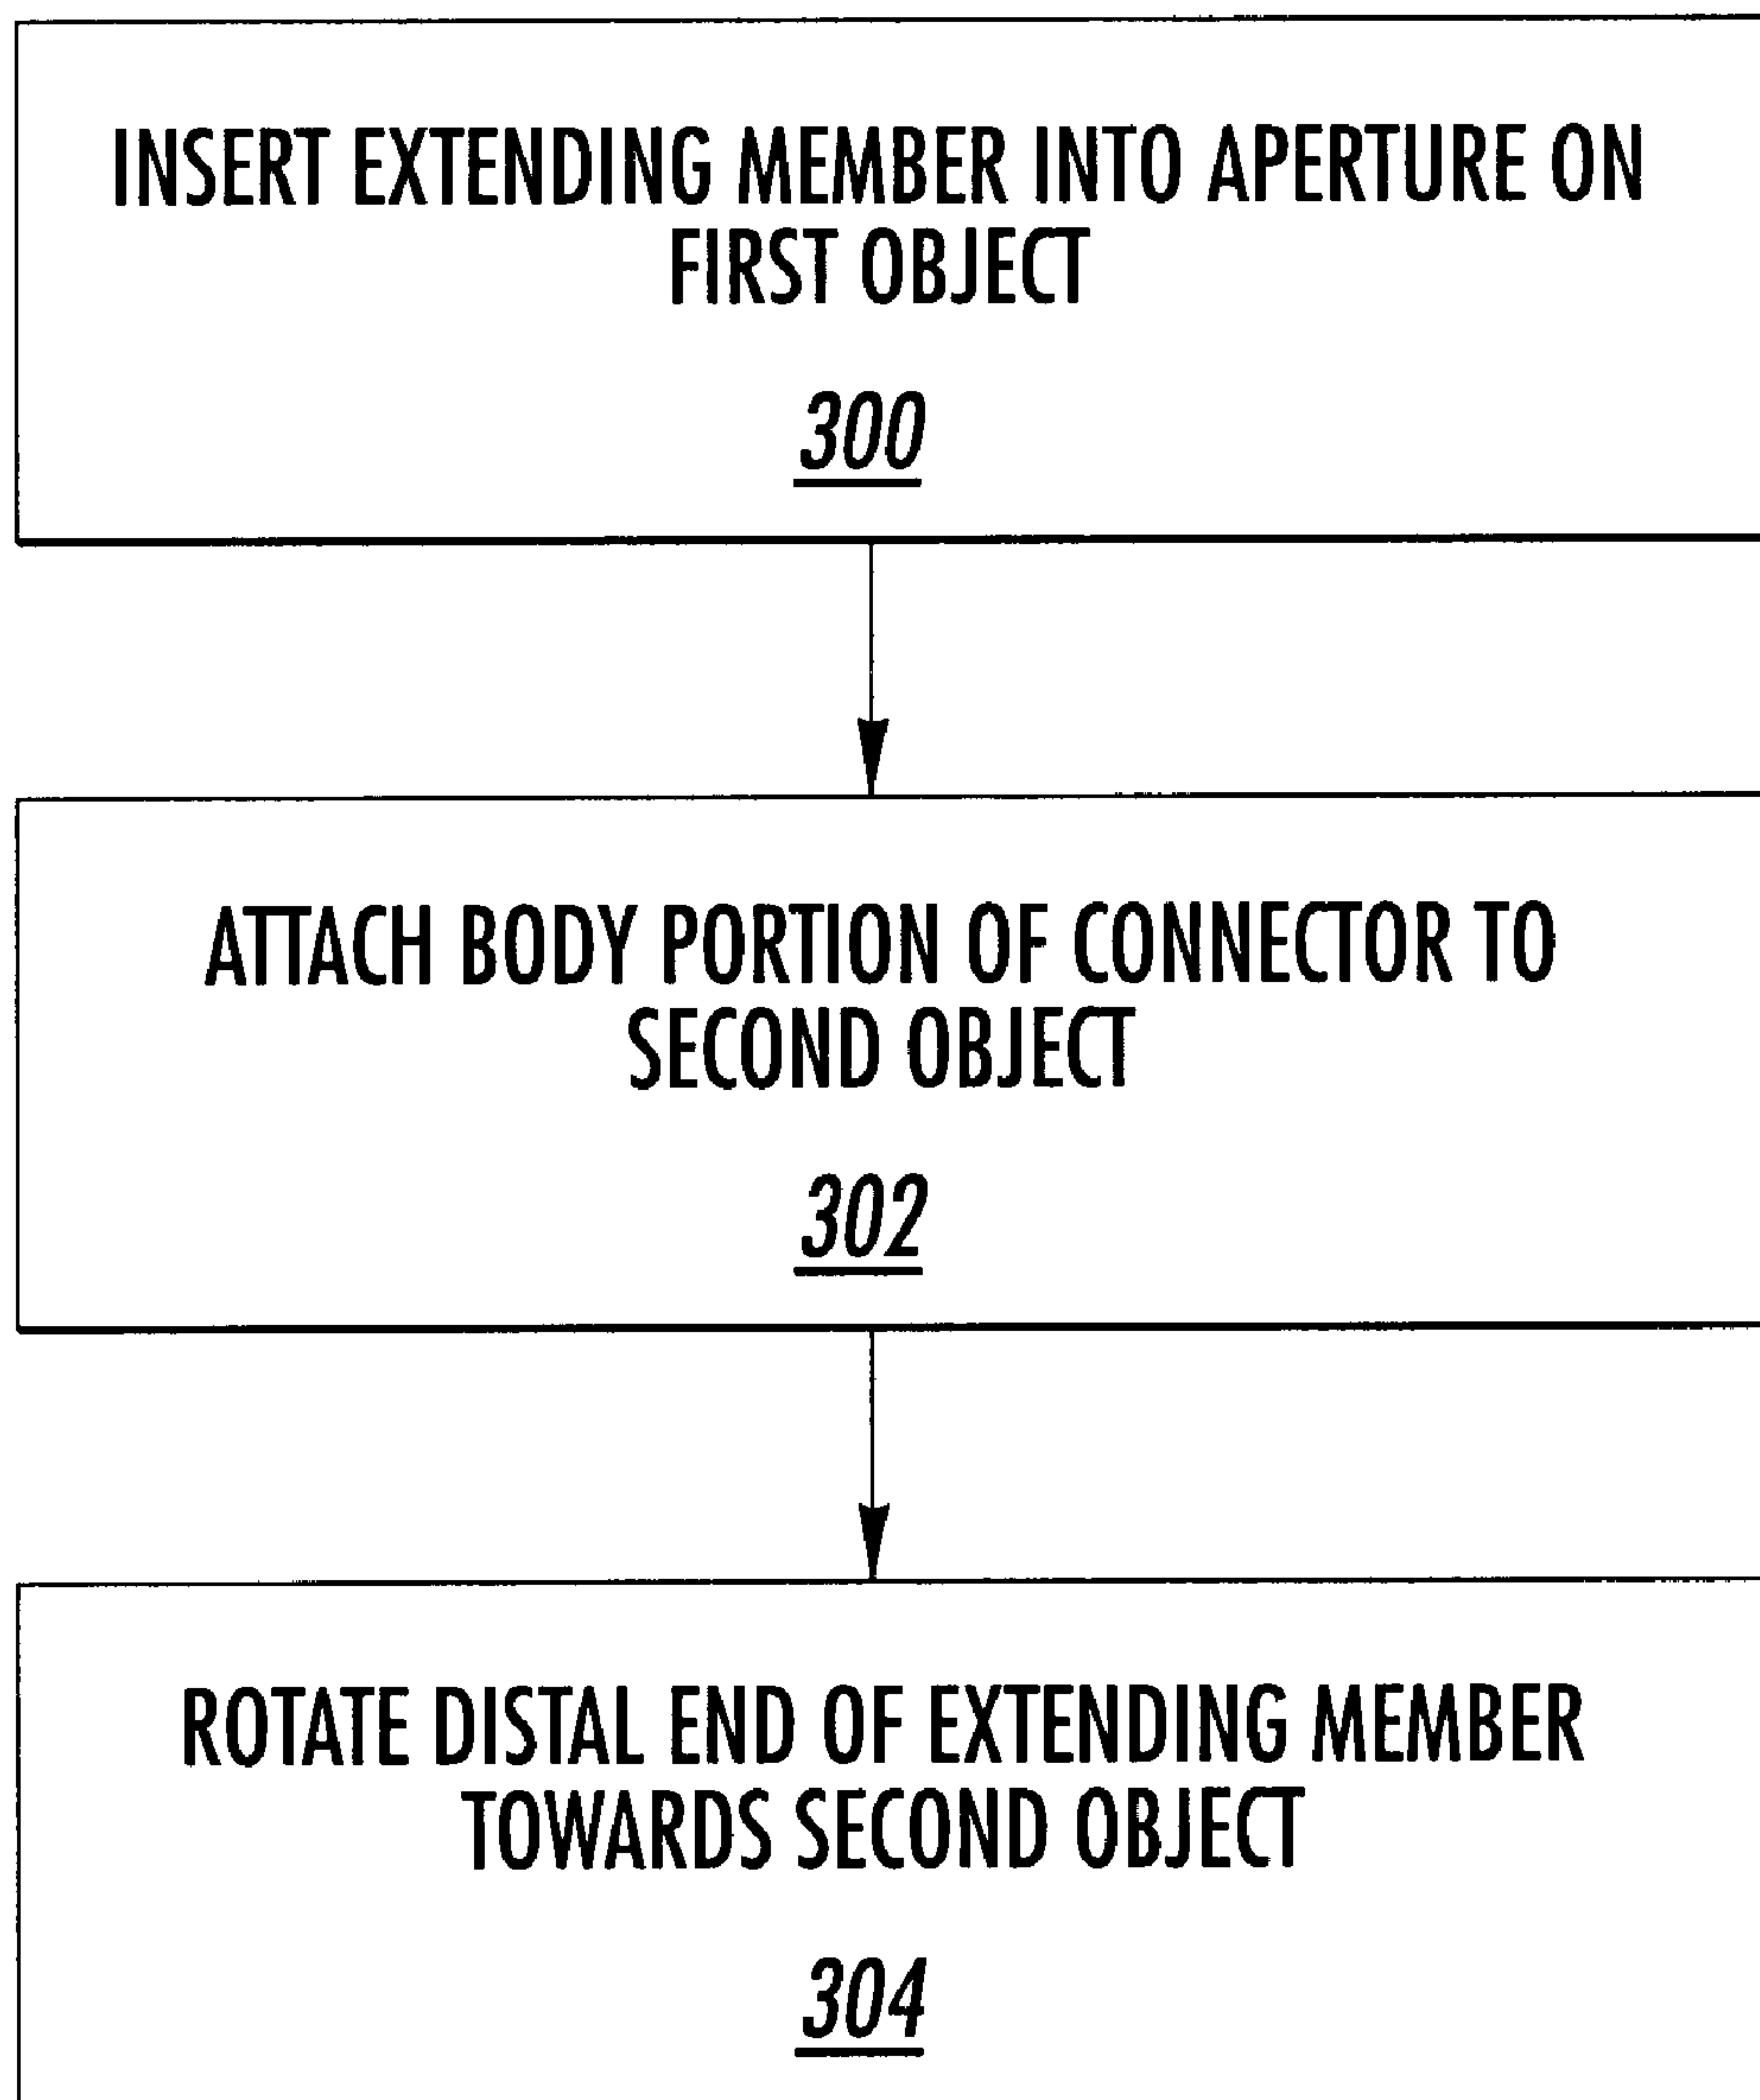 INSERT EXTENDING MEMBER INTO APERTURE ON
FIRST OBJECT
300
ATTACH BODY PORTION OF CONNECTOR TO
SECOND OBJECT
302
ROTATE DISTAL END OF EXTENDING MEMBER
TOWARDS SECOND OBJECT
304